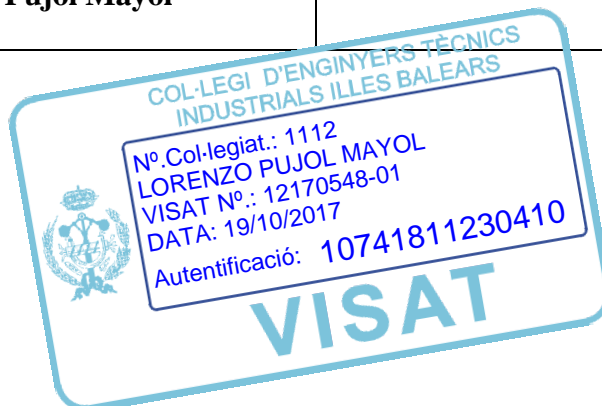 Pujol Mayol
COL·LEGI D'ENGINYERS TÈCNICS
INDUSTRIALS ILLES BALEARS
Nº.Col·legiat.: 1112
LORENZO PUJOL MAYOL
VISAT Nº.: 12170548-01
DATA: 19/10/2017
Autentificació: 10741811230410
VISAT